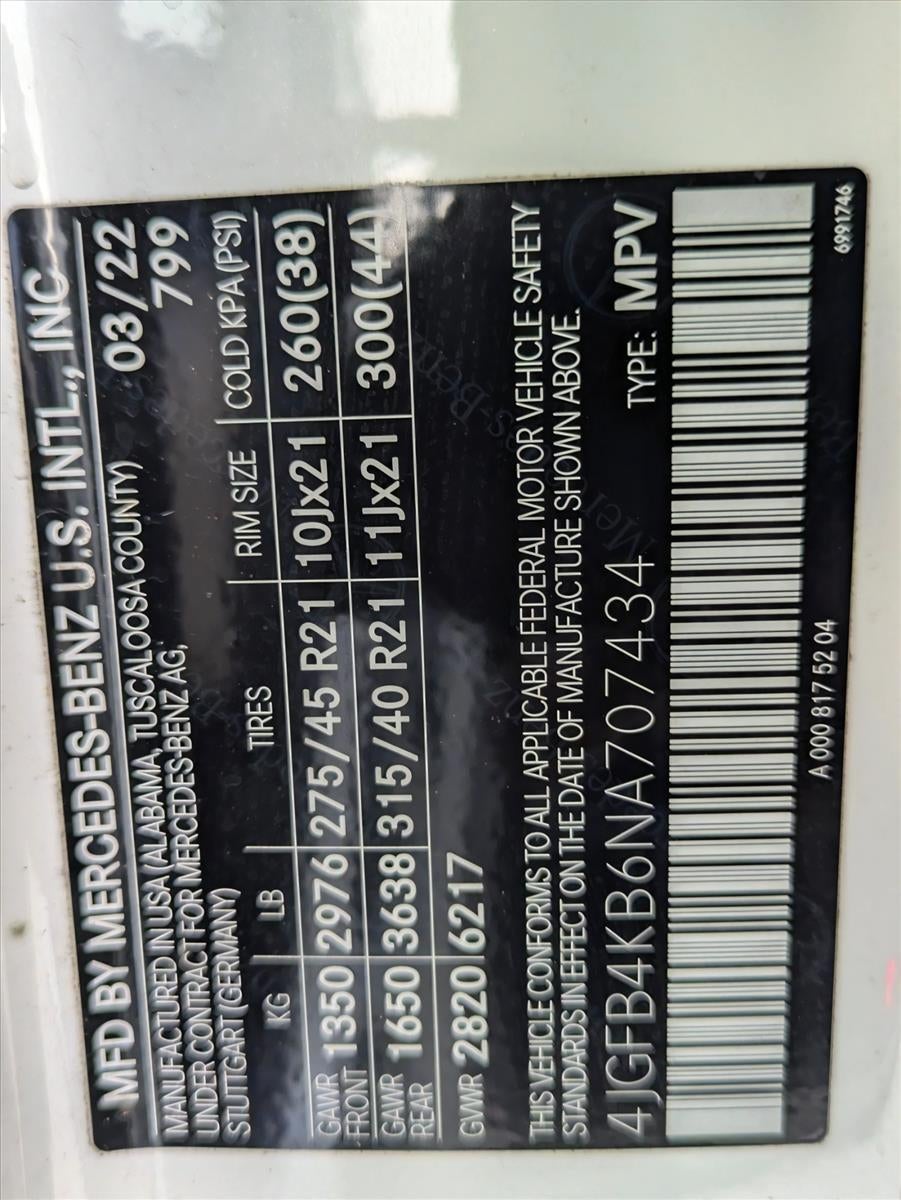 MFD BY MERCEDES-BENZ U.S. INTL., INC
MANUFACTURED IN USA (ALABAMA, TUSCALOOSA COUNTY) 03/22
UNDER CONTRACT FOR MERCEDES-BENZ AG, 799
STUTTGART (GERMANY)
KG LB TIRES RIM SIZE COLD KPA (PSI)
GAWR FRONT 1350 2976 275/45 R21 10Jx21 260(38)
GAWR REAR 1650 3638 315/40 R21 11Jx21 300(44)
GVWR 2820 6217
THIS VEHICLE CONFORMS TO ALL APPLICABLE FEDERAL MOTOR VEHICLE SAFETY
STANDARDS IN EFFECT ON THE DATE OF MANUFACTURE SHOWN ABOVE.
4JGFB4KB6NA707434 TYPE: MPV
A 000 817 52 04 6991746